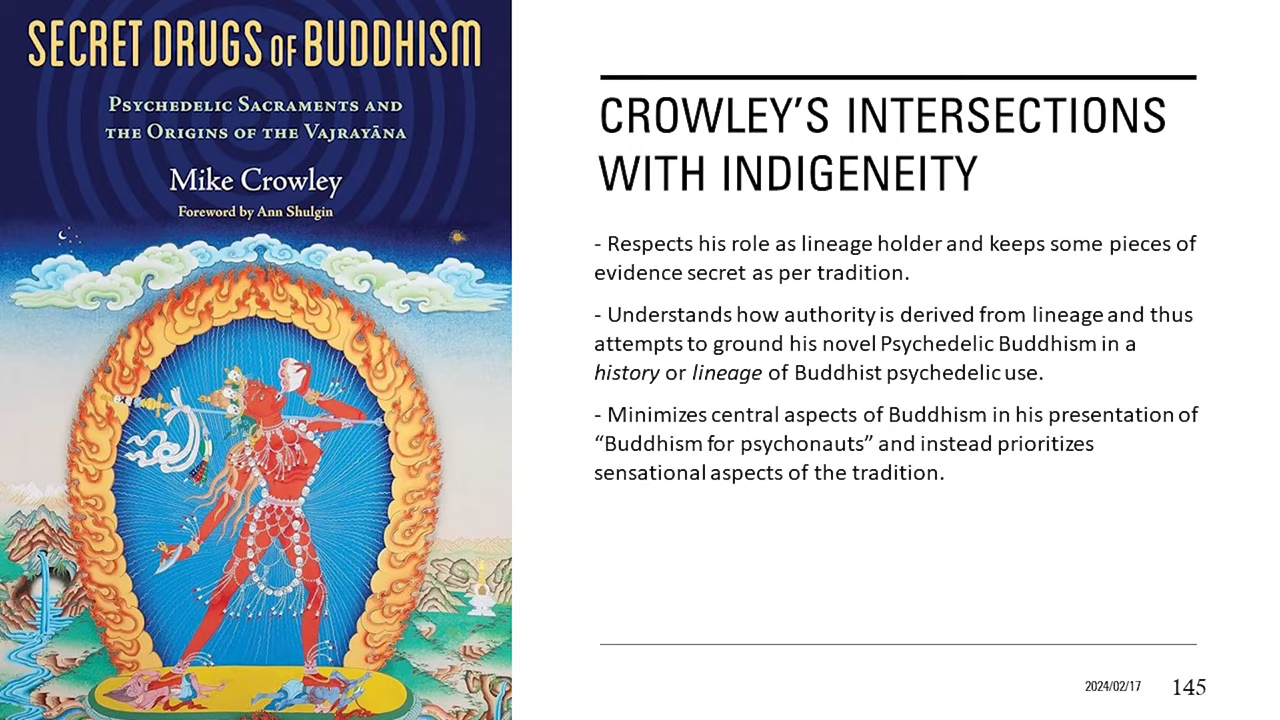 SECRET DRUGS OF BUDDHISM
PSYCHEDELIC SACRAMENTS AND
THE ORIGINS OF THE VAJRAYĀNA
Mike Crowley
Foreword by Ann Shulgin
CROWLEY’S INTERSECTIONS
WITH INDIGENEITY
- Respects his role as lineage holder and keeps some pieces of
evidence secret as per tradition.
- Understands how authority is derived from lineage and thus
attempts to ground his novel Psychedelic Buddhism in a
history or lineage of Buddhist psychedelic use.
- Minimizes central aspects of Buddhism in his presentation of
“Buddhism for psychonauts” and instead prioritizes
sensational aspects of the tradition.
2024/02/17
145